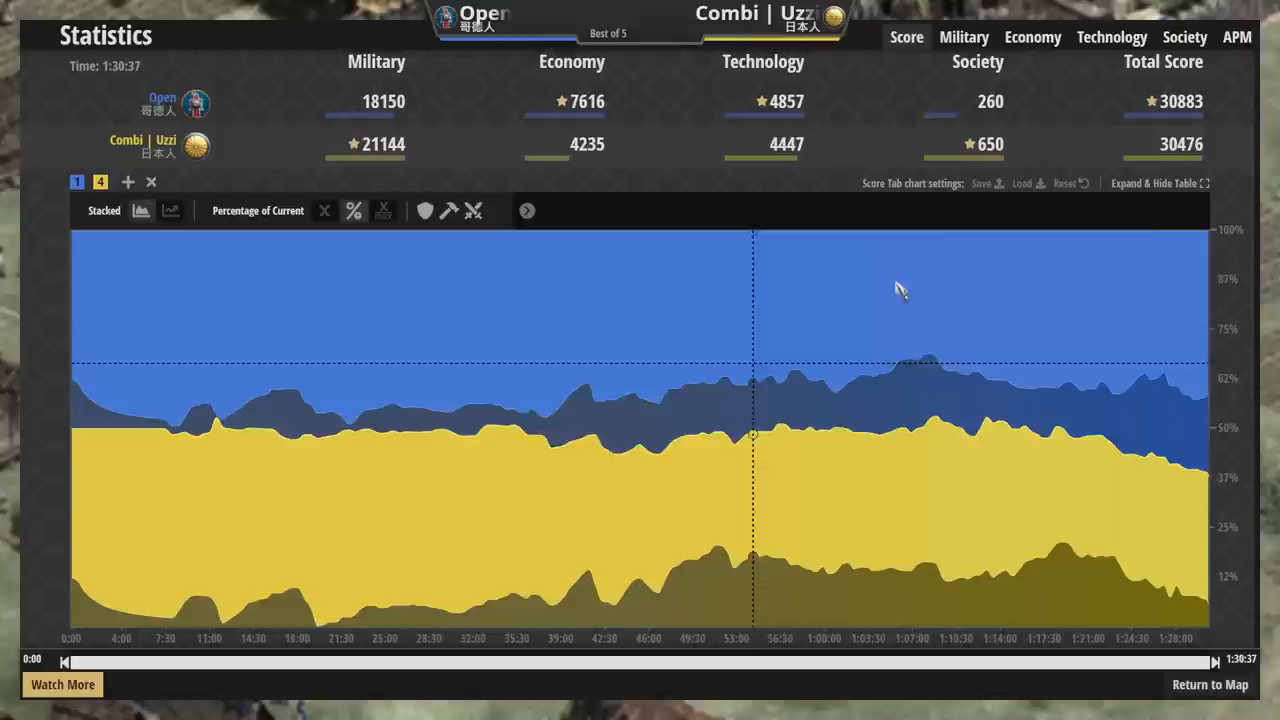 Open
哥德人
Best of 5
Combi | Uzzi
日本人
Statistics
Score Military Economy Technology Society APM
Time: 1:30:37
Military Economy Technology Society Total Score
Open
哥德人
18150 7616 4857 260 30883
Combi | Uzzi
日本人
21144 4235 4447 650 30476
1 4
Score Tab chart settings: Save Load Reset Expand & Hide Table
Stacked Percentage of Current X % X max
100%
87%
75%
62%
50%
37%
25%
12%
0:00 4:00 7:30 11:00 14:30 18:00 21:30 25:00 28:30 32:00 35:30 39:00 42:30 46:00 49:30 53:00 56:30 1:00:00 1:03:30 1:07:00 1:10:30 1:14:00 1:17:30 1:21:00 1:24:30 1:28:00
0:00 1:30:37
Watch More Return to Map